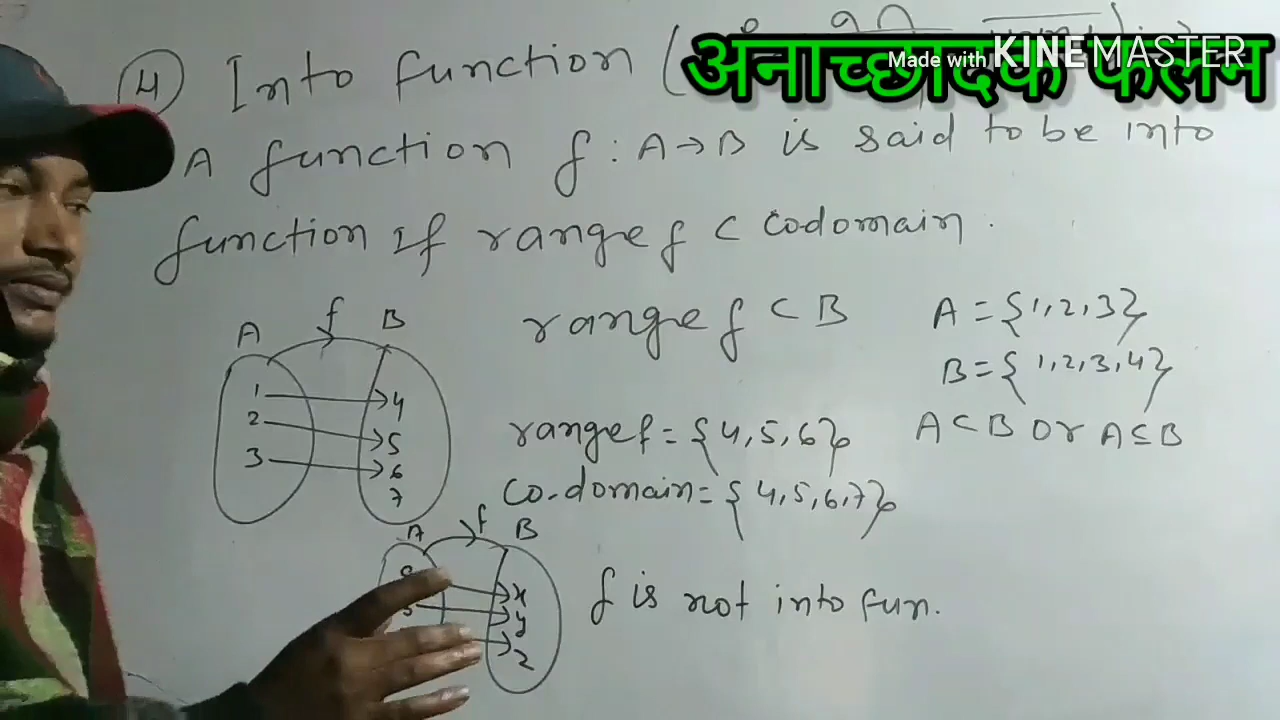 Made with KINEMASTER
अनाच्छादक फलन
(4) Into function (
A function f : A → B is said to be into
function if range f ⊂ Codomain.
range f ⊂ B
A = {1,2,3}
B = {1,2,3,4}
A ⊂ B or A ⊆ B
A f B
1 4
2 5
3 6
7
range f = {4,5,6}
Co-domain = {4,5,6,7}
A f B
x
y
z
f is not into fun.